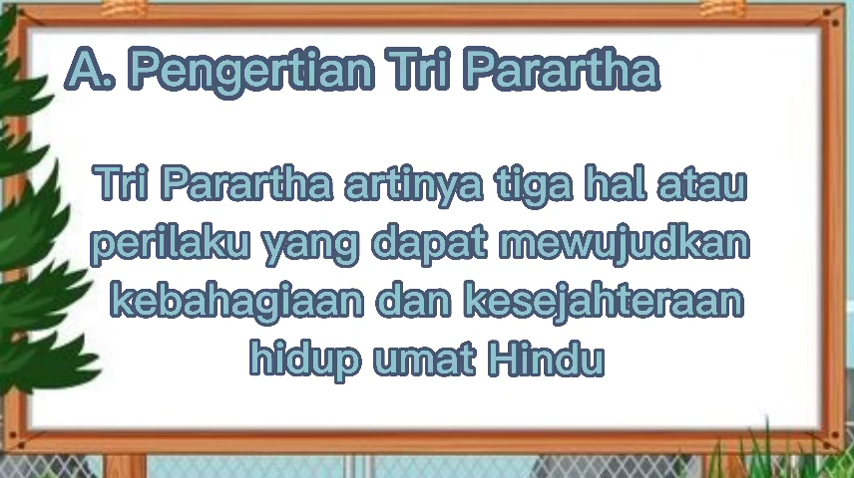 A. Pengertian Tri Parartha
Tri Parartha artinya tiga hal atau
perilaku yang dapat mewujudkan
kebahagiaan dan kesejahteraan
hidup umat Hindu